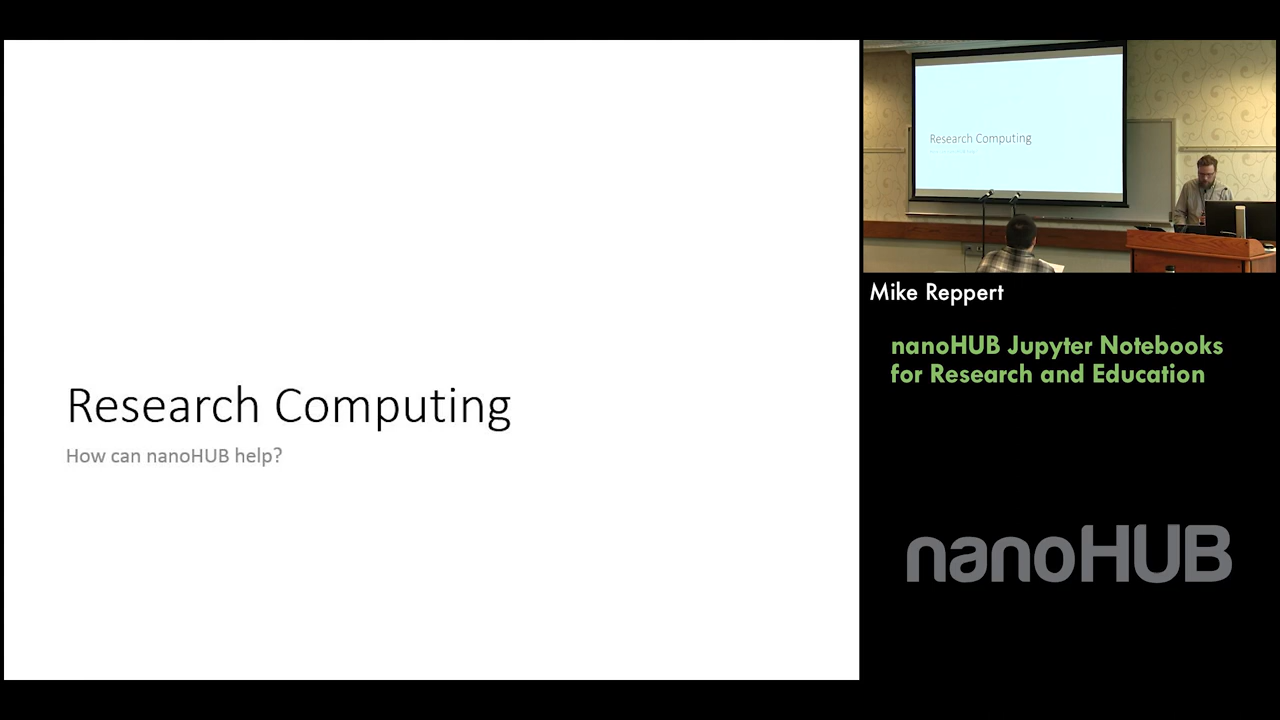 Research Computing
How can nanoHUB help?
Research Computing
Mike Reppert
nanoHUB Jupyter Notebooks
for Research and Education
nanoHUB